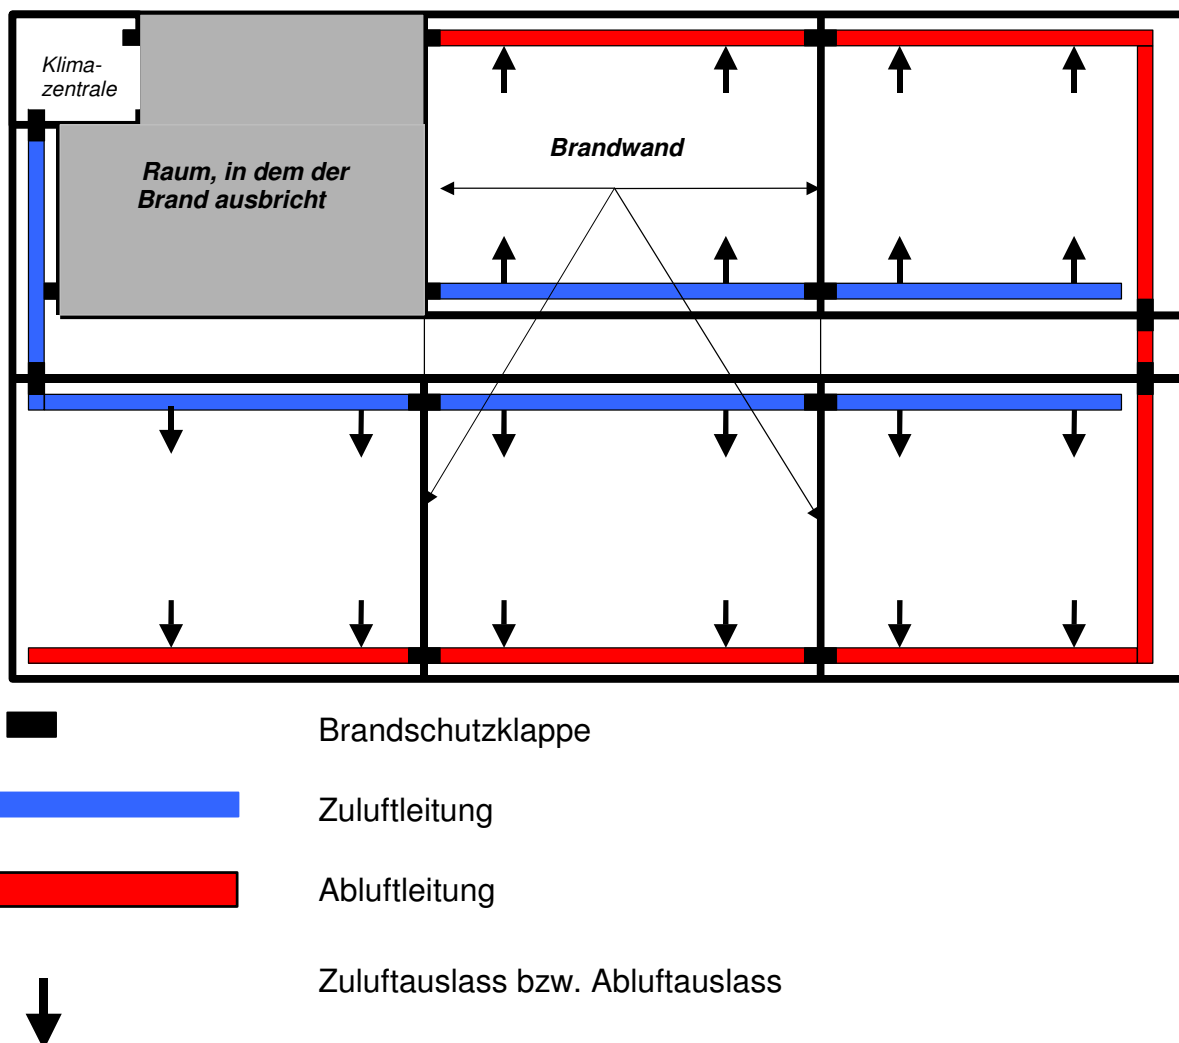 Klima-
zentrale
Raum, in dem der
Brand ausbricht
Brandwand
Brandschutzklappe
Zuluftleitung
Abluftleitung
Zuluftauslass bzw. Abluftauslass